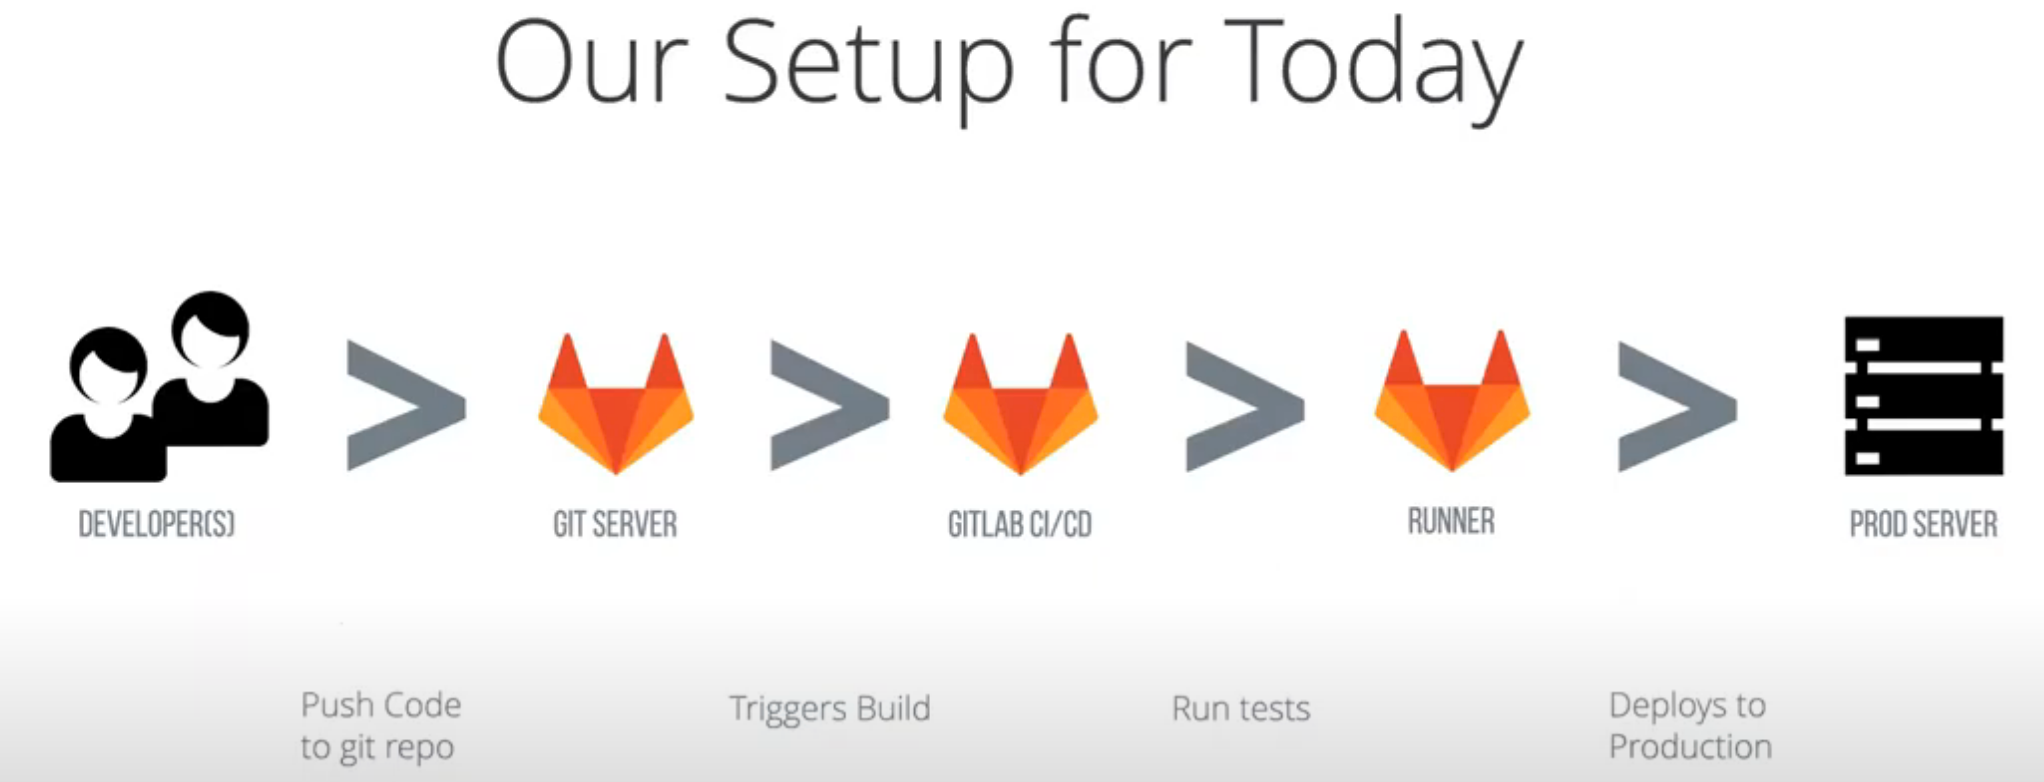 Our Setup for Today
DEVELOPER(S)
GIT SERVER
GITLAB CI/CD
RUNNER
PROD SERVER
Push Code
to git repo
Triggers Build
Run tests
Deploys to
Production